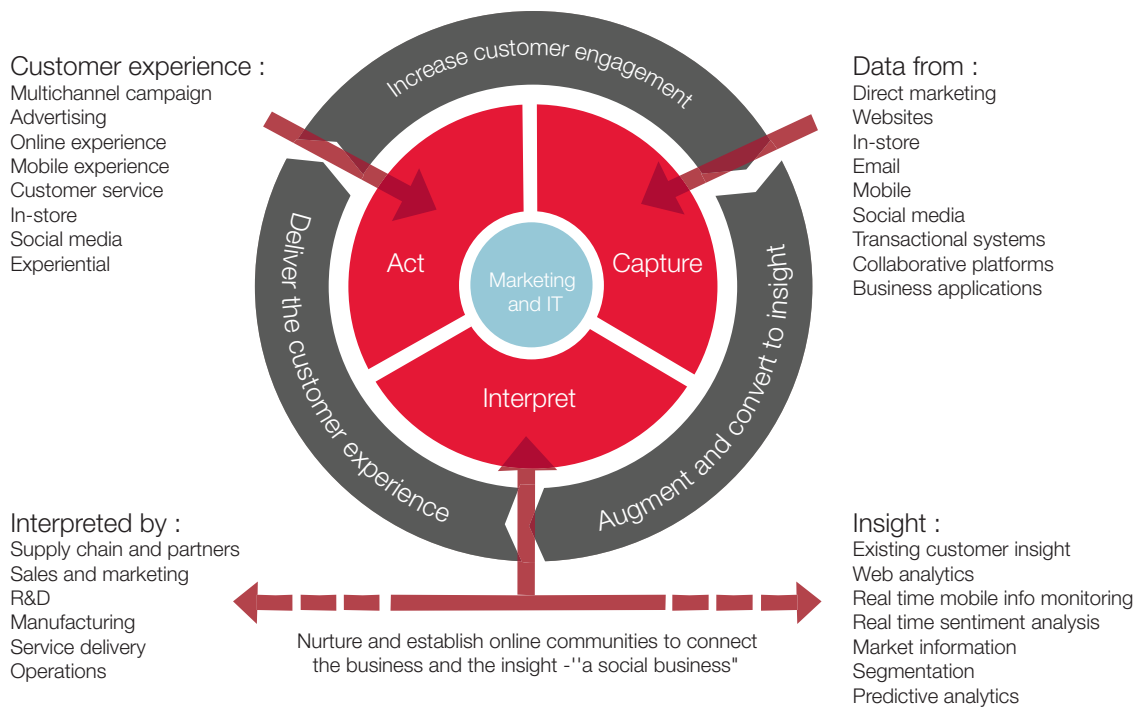 Increase customer engagement
Customer experience :
Multichannel campaign
Advertising
Online experience
Mobile experience
Customer service
In-store
Social media
Experiential
Data from :
Direct marketing
Websites
In-store
Email
Mobile
Social media
Transactional systems
Collaborative platforms
Business applications
Act
Capture
Marketing
and IT
Interpret
Deliver the customer experience
Augment and convert to insight
Interpreted by :
Supply chain and partners
Sales and marketing
R&D
Manufacturing
Service delivery
Operations
Nurture and establish online communities to connect
the business and the insight -''a social business"
Insight :
Existing customer insight
Web analytics
Real time mobile info monitoring
Real time sentiment analysis
Market information
Segmentation
Predictive analytics